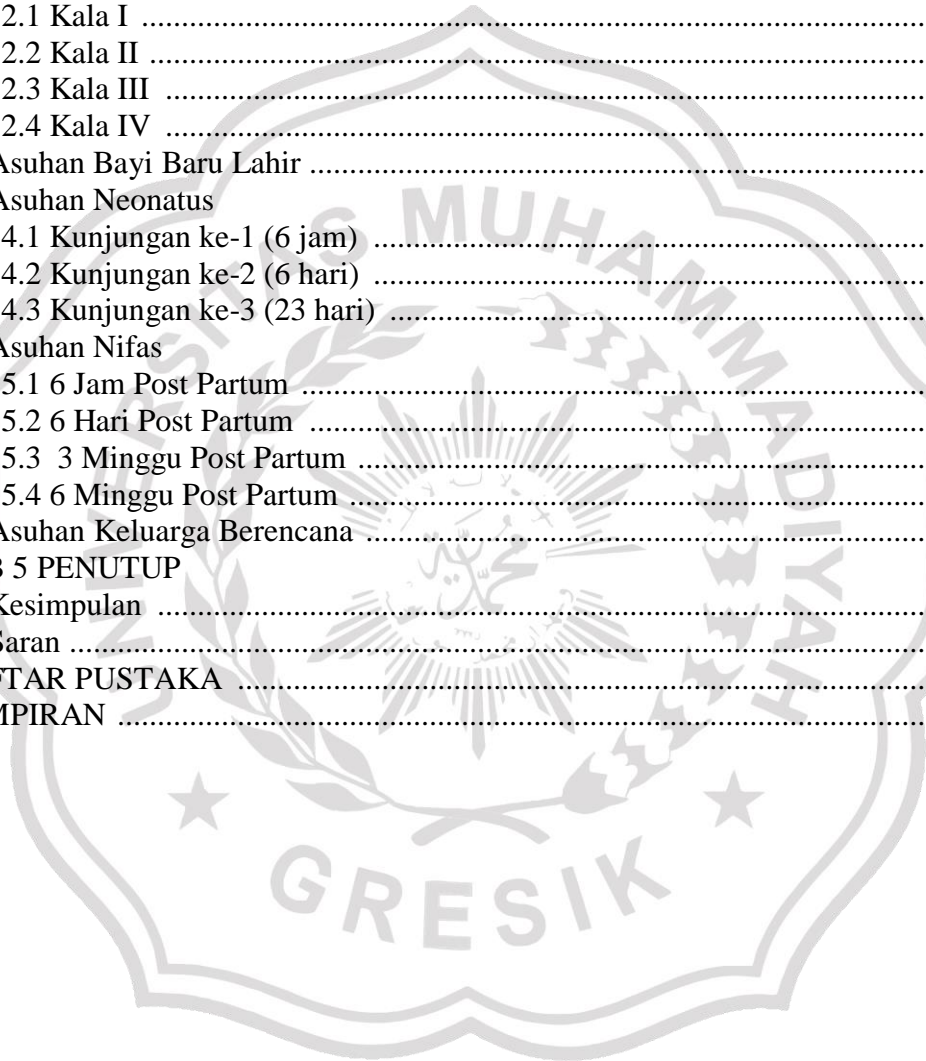 2.1 Kala I ....................................................................................................
2.2 Kala II ...................................................................................................
2.3 Kala III .................................................................................................
2.4 Kala IV .................................................................................................
Asuhan Bayi Baru Lahir ................................................................................
Asuhan Neonatus
4.1 Kunjungan ke-1 (6 jam) .........................................................................
4.2 Kunjungan ke-2 (6 hari) .........................................................................
4.3 Kunjungan ke-3 (23 hari) .......................................................................
Asuhan Nifas
5.1 6 Jam Post Partum .................................................................................
5.2 6 Hari Post Partum ................................................................................
5.3  3 Minggu Post Partum ..........................................................................
5.4 6 Minggu Post Partum ...........................................................................
Asuhan Keluarga Berencana .........................................................................
5 PENUTUP
Kesimpulan ..................................................................................................
Saran .............................................................................................................
TAR PUSTAKA ..........................................................................................
MPIRAN ......................................................................................................
UNIVERSITAS MUHAMMADIYAH
GRESIK